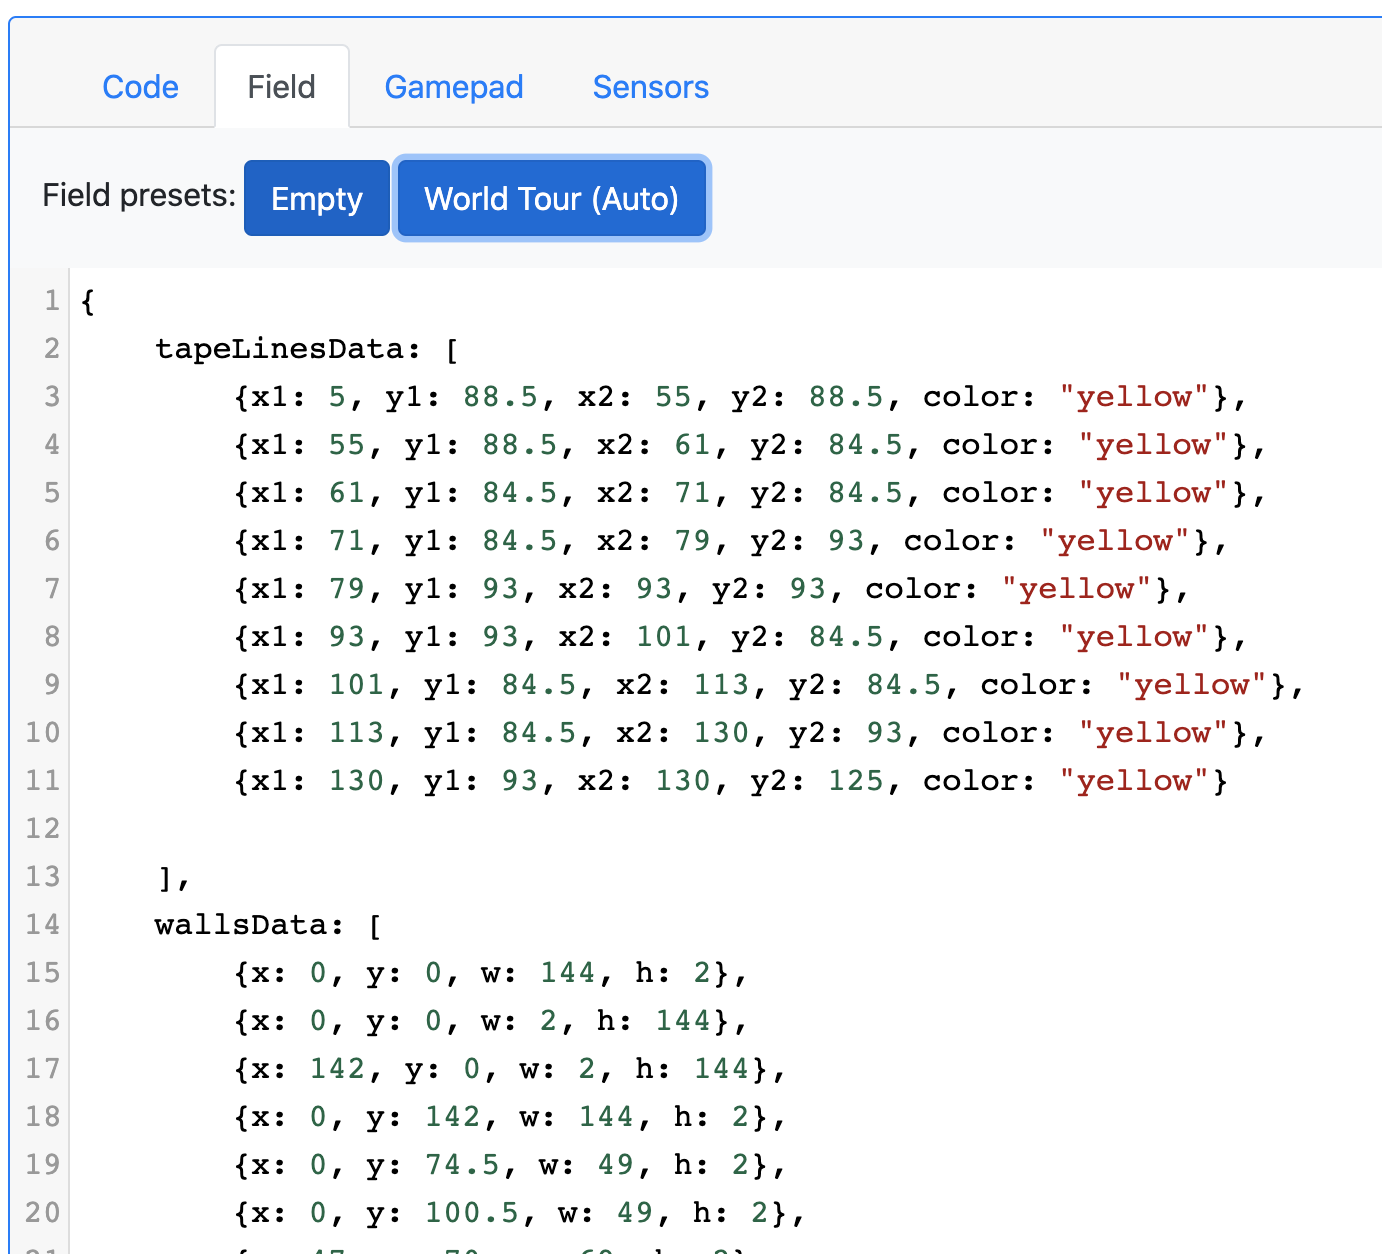 Code Field Gamepad Sensors
Field presets: Empty World Tour (Auto)
1 {
2 tapeLinesData: [
3 {x1: 5, y1: 88.5, x2: 55, y2: 88.5, color: "yellow"},
4 {x1: 55, y1: 88.5, x2: 61, y2: 84.5, color: "yellow"},
5 {x1: 61, y1: 84.5, x2: 71, y2: 84.5, color: "yellow"},
6 {x1: 71, y1: 84.5, x2: 79, y2: 93, color: "yellow"},
7 {x1: 79, y1: 93, x2: 93, y2: 93, color: "yellow"},
8 {x1: 93, y1: 93, x2: 101, y2: 84.5, color: "yellow"},
9 {x1: 101, y1: 84.5, x2: 113, y2: 84.5, color: "yellow"},
10 {x1: 113, y1: 84.5, x2: 130, y2: 93, color: "yellow"},
11 {x1: 130, y1: 93, x2: 130, y2: 125, color: "yellow"}
12
13 ],
14 wallsData: [
15 {x: 0, y: 0, w: 144, h: 2},
16 {x: 0, y: 0, w: 2, h: 144},
17 {x: 142, y: 0, w: 2, h: 144},
18 {x: 0, y: 142, w: 144, h: 2},
19 {x: 0, y: 74.5, w: 49, h: 2},
20 {x: 0, y: 100.5, w: 49, h: 2},